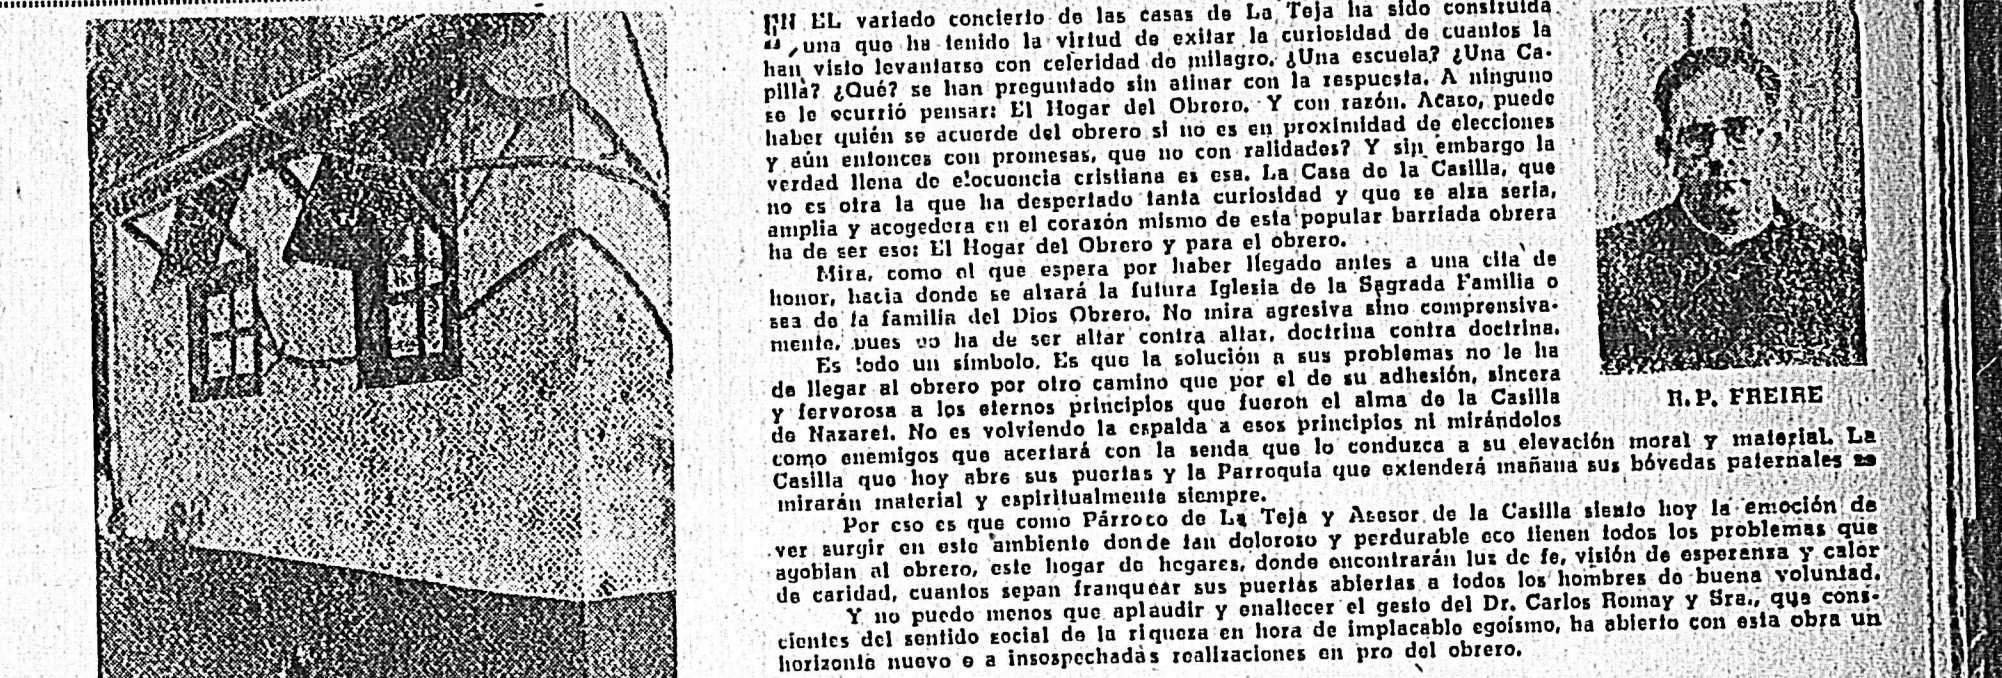 EN EL variado concierto de las casas de La Teja ha sido construida
una que ha tenido la virtud de exitar la curiosidad de cuantos la
han visto levantarse con celeridad de milagro. ¿Una escuela? ¿Una Ca-
pilla? ¿Qué? se han preguntado sin atinar con la respuesta. A ninguno
se le ocurrió pensar: El Hogar del Obrero. Y con razón. Acaso, puede
haber quién se acuerde del obrero si no es en proximidad de elecciones
y aún entonces con promesas, que no con ralidades? Y sin embargo la
verdad llena de elocuencia cristiana es esa. La Casa de la Casilla, que
no es otra la que ha despertado tanta curiosidad y que se alza seria,
amplia y acogedora en el corazón mismo de esta popular barriada obrera
ha de ser eso: El Hogar del Obrero y para el obrero.
Mira, como el que espera por haber llegado antes a una cita de
honor, hacia donde se alzará la futura Iglesia de la Sagrada Familia o
sea de la familia del Dios Obrero. No mira agresiva sino comprensiva-
mente, pues no ha de ser altar contra altar, doctrina contra doctrina.
Es todo un símbolo. Es que la solución a sus problemas no le ha
de llegar al obrero por otro camino que por el de su adhesión, sincera
y fervorosa a los eternos principios que fueron el alma de la Casilla
de Nazaret. No es volviendo la espalda a esos principios ni mirándolos
como enemigos que acertará con la senda que lo conduzca a su elevación moral y material. La
Casilla que hoy abre sus puertas y la Parroquia que extenderá mañana sus bóvedas paternales se
mirarán material y espiritualmente siempre.
Por eso es que como Párroco de La Teja y Asesor de la Casilla siento hoy la emoción de
ver surgir en este ambiente donde tan doloroso y perdurable eco tienen todos los problemas que
agobian al obrero, este hogar de hogares, donde encontrarán luz de fe, visión de esperanza y calor
de caridad, cuantos sepan franquear sus puertas abiertas a todos los hombres de buena voluntad.
Y no puedo menos que aplaudir y enaltecer el gesto del Dr. Carlos Romay y Sra., que cons-
cientes del sentido social de la riqueza en hora de implacable egoísmo, ha abierto con esta obra un
horizonte nuevo e a insospechadas realizaciones en pro del obrero.
R. P. FREIRE